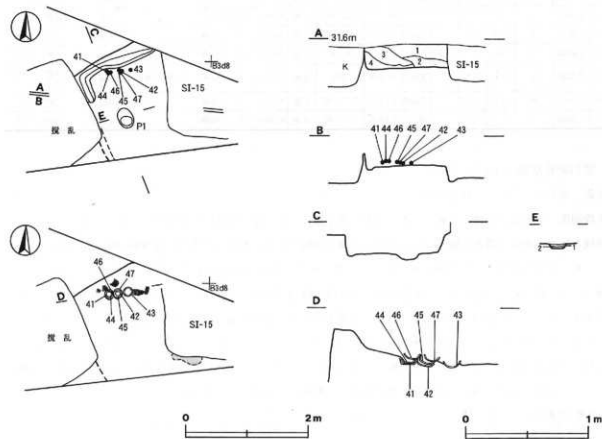 C
41
43
B3d8
44 46 47 42
45
A
B
E
P1
SI-15
撹 乱
A 31.6m
K
1
3
2
4
SI-15
B
41 44 46 45 47 42 43
C
E
2 1
D
46 47
B3d8
41
44 42 43
45
SI-15
撹 乱
D
44 46 45 47 43
41 42
0 2m
0 1m